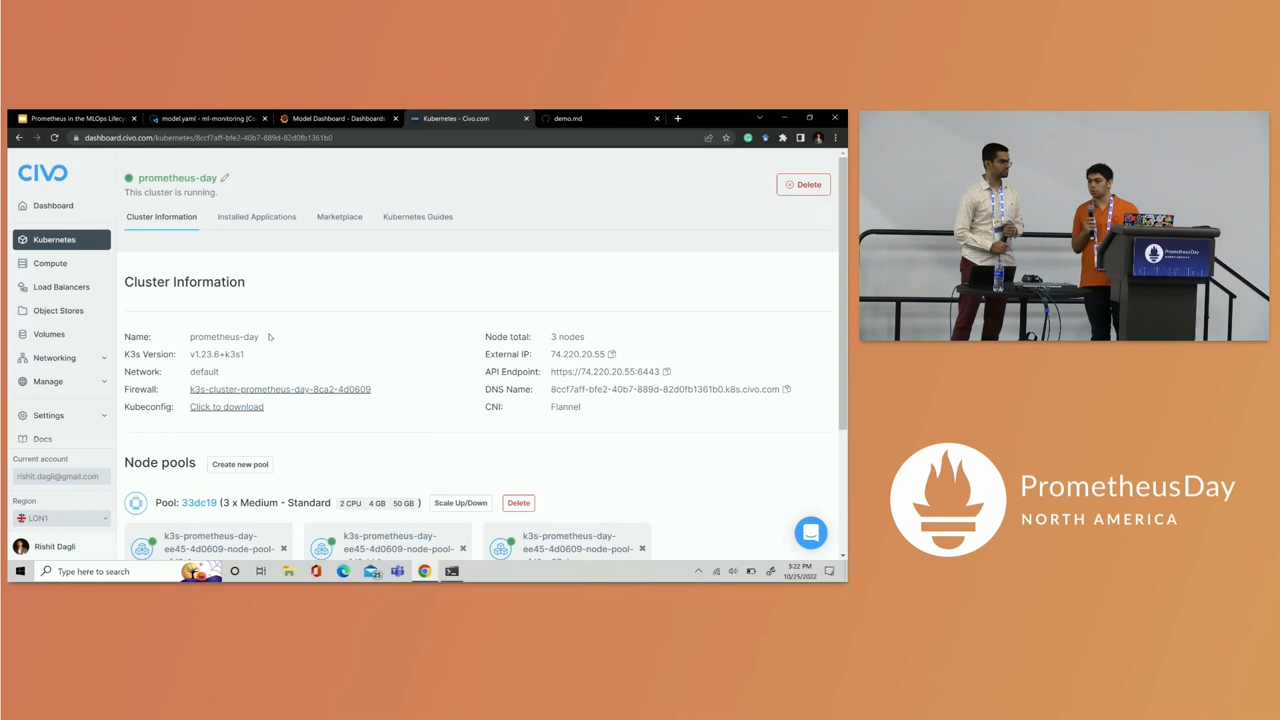 Prometheus in the MLOps Lifecy
model.yaml - ml-monitoring [Co
Model Dashboard - Dashboards
Kubernetes - Civo.com
demo.md
dashboard.civo.com/kubernetes/8ccf7aff-bfe2-40b7-889d-82d0fb1361b0
CIVO
Dashboard
Kubernetes
Compute
Load Balancers
Object Stores
Volumes
Networking
Manage
Settings
Docs
Current account
rishit.dagli@gmail.com
Region
LON1
Rishit Dagli
prometheus-day
This cluster is running.
Delete
Cluster Information
Installed Applications
Marketplace
Kubernetes Guides
Cluster Information
Name: prometheus-day
K3s Version: v1.23.6+k3s1
Network: default
Firewall: k3s-cluster-prometheus-day-8ca2-4d0609
Kubeconfig: Click to download
Node total: 3 nodes
External IP: 74.220.20.55
API Endpoint: https://74.220.20.55:6443
DNS Name: 8ccf7aff-bfe2-40b7-889d-82d0fb1361b0.k8s.civo.com
CNI: Flannel
Node pools Create new pool
Pool: 33dc19 (3 x Medium - Standard 2 CPU 4 GB 50 GB ) Scale Up/Down Delete
k3s-prometheus-day-
ee45-4d0609-node-pool-
k3s-prometheus-day-
ee45-4d0609-node-pool-
k3s-prometheus-day-
ee45-4d0609-node-pool-
Type here to search
25
3:22 PM
10/25/2022
PrometheusDay
NORTH AMERICA
PrometheusDay
NORTH AMERICA